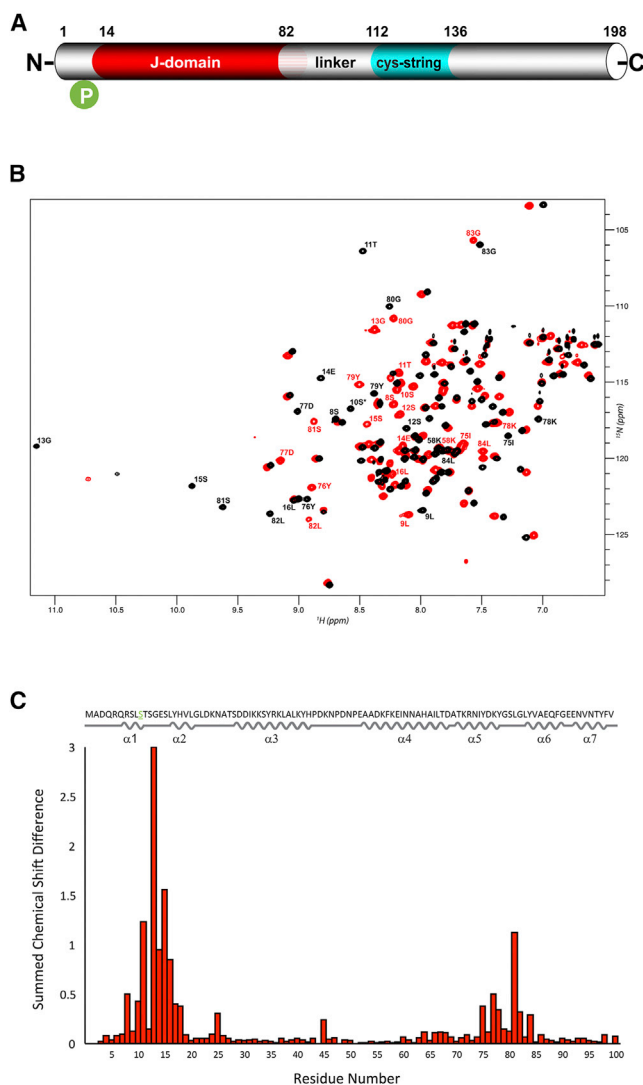 A
1 14 82 112 136 198
N C
J-domain linker cys-string
P
B
83G
11T
83G
80G
13G 80G
14E 79Y 11T
79Y
77D 8S 10S* 8S 10S
81S 15S 12S 12S 78K 78K
13G 14E 58K 58K 75I 75I
77D 84L 84L
15S 76Y 16L
81S 16L 76Y
82L 82L 9L 9L
105
110
115
120
125
¹⁵N (ppm)
11.0 10.5 10.0 9.5 9.0 8.5 8.0 7.5 7.0
¹H (ppm)
C
MADQRQRSLSTSGESLYHVLGLDKNATSDDIKKSYRKLALKYHPDKNPDNPEAADKFKEINNAHAILTDATKRNIYDKYGSLGLYVAEQFGEENVNTYFV
α1 α2 α3 α4 α5 α6 α7
3
2.5
2
1.5
1
0.5
0
Summed Chemical Shift Difference
5 10 15 20 25 30 35 40 45 50 55 60 65 70 75 80 85 90 95 100
Residue Number